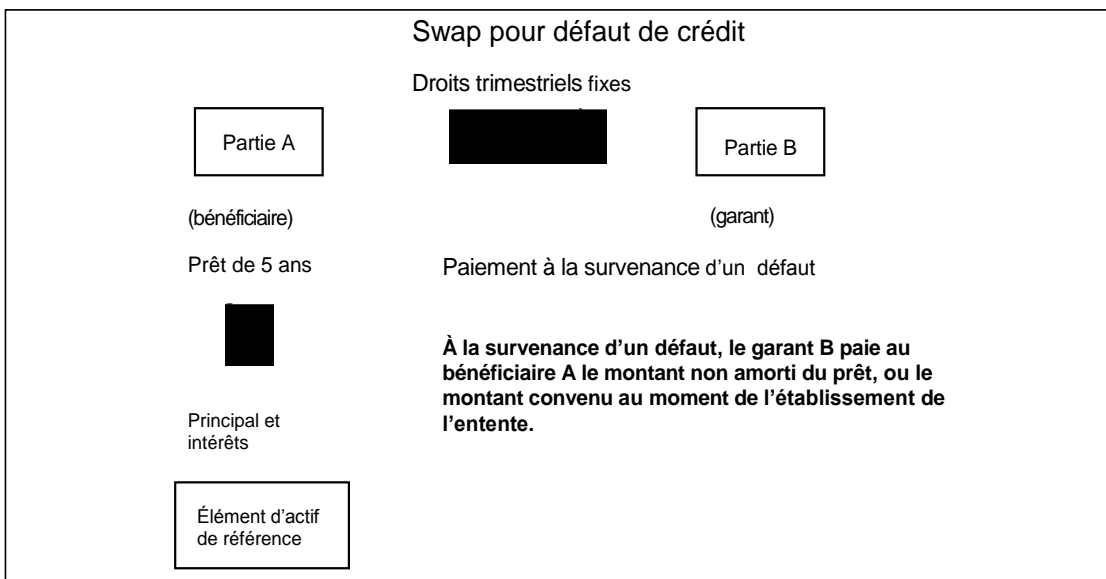 Swap pour défaut de crédit
Droits trimestriels fixes
Partie A
Partie B
(bénéficiaire)
(garant)
Prêt de 5 ans
Paiement à la survenance d'un défaut
À la survenance d'un défaut, le garant B paie au
bénéficiaire A le montant non amorti du prêt, ou le
montant convenu au moment de l'établissement de
l'entente.
Principal et
intérêts
Élément d'actif
de référence